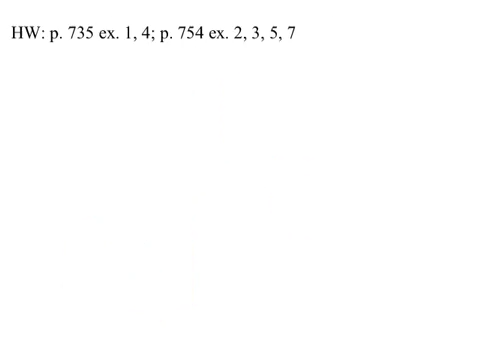 HW: p. 735 ex. 1, 4; p. 754 ex. 2, 3, 5, 7